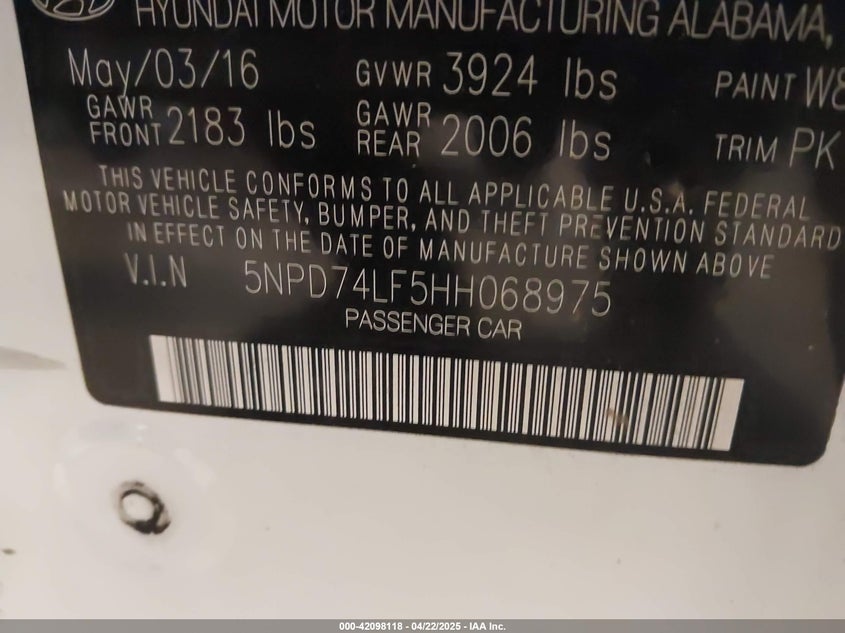 HYUNDAI MOTOR MANUFACTURING ALABAMA,
May/03/16 GVWR 3924 lbs PAINT W8
GAWR FRONT 2183 lbs GAWR REAR 2006 lbs TRIM PK
THIS VEHICLE CONFORMS TO ALL APPLICABLE U.S.A. FEDERAL
MOTOR VEHICLE SAFETY, BUMPER, AND THEFT PREVENTION STANDARD
IN EFFECT ON THE DATE OF MANUFACTURE SHOWN ABOVE
V.I.N 5NPD74LF5HH068975
PASSENGER CAR
000-42098118 - 04/22/2025 - IAA Inc.